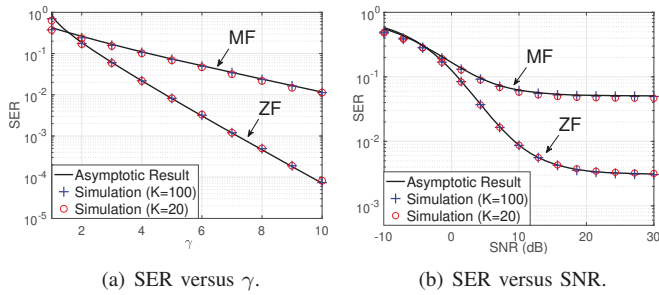 10^0
10^-1
10^-2
10^-3
10^-4
10^-5
SER
MF
ZF
Asymptotic Result
Simulation (K=100)
Simulation (K=20)
2 4 6 8 10
γ
(a) SER versus γ.
10^0
10^-1
10^-2
10^-3
SER
MF
ZF
Asymptotic Result
Simulation (K=100)
Simulation (K=20)
-10 0 10 20 30
SNR (dB)
(b) SER versus SNR.